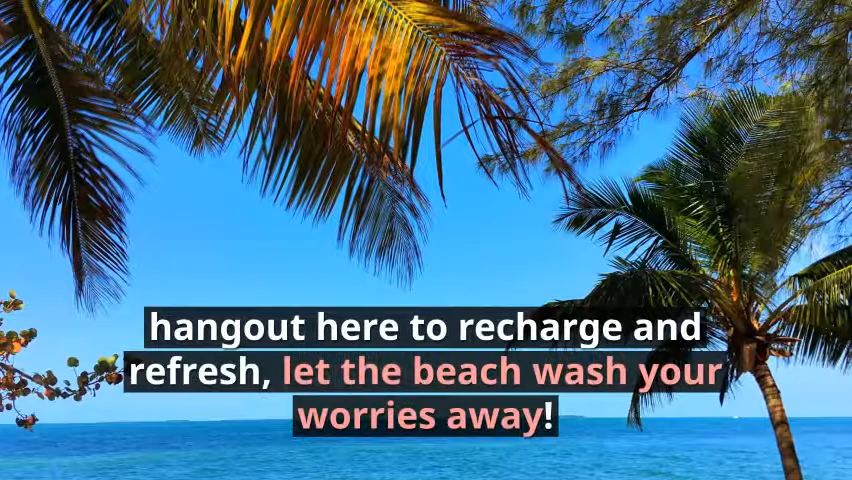 hangout here to recharge and
refresh, let the beach wash your
worries away!